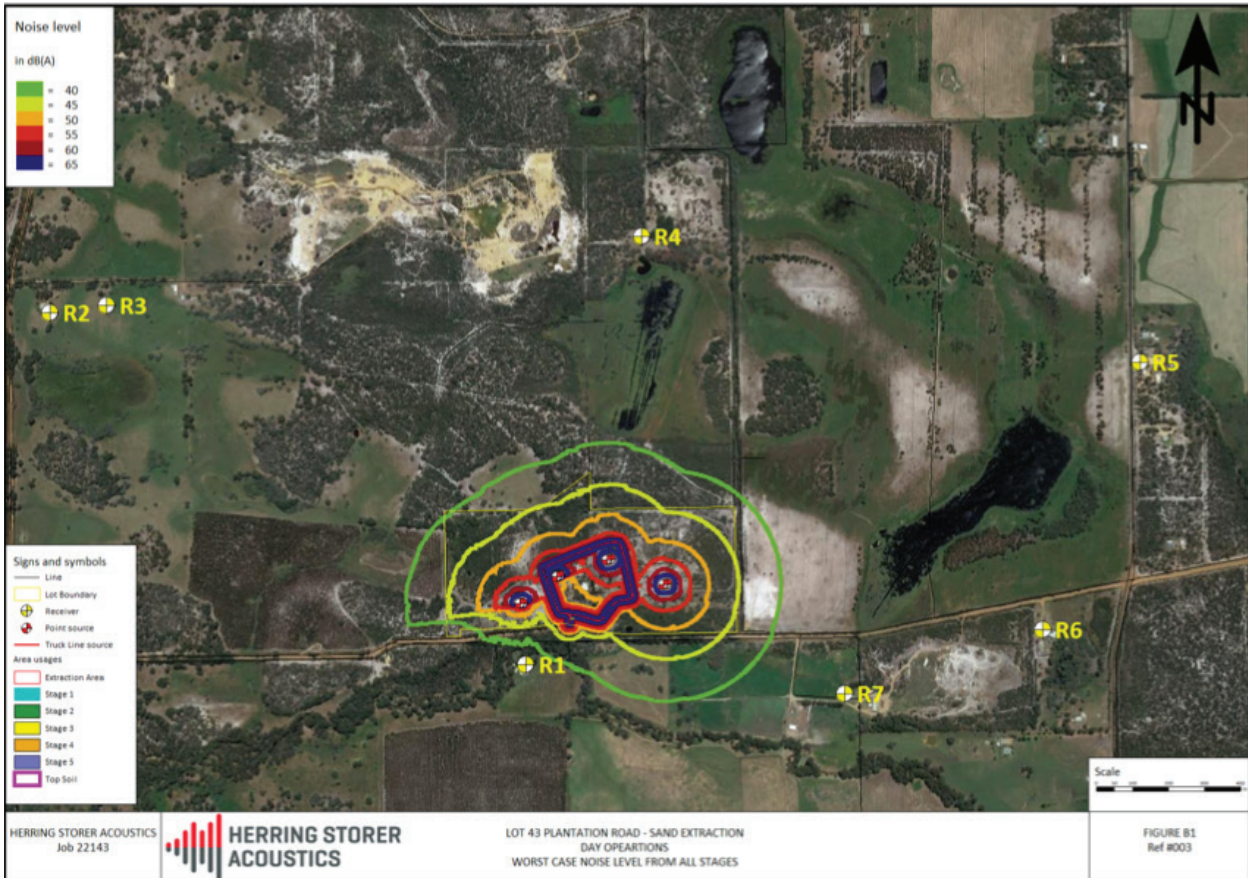 Noise level
in dB(A)
= 40
= 45
= 50
= 55
= 60
= 65
N
R4
R2
R3
R5
R6
R1
R7
Signs and symbols
Line
Lot Boundary
Receiver
Point source
Truck Line source
Area usages
Extraction Area
Stage 1
Stage 2
Stage 3
Stage 4
Stage 5
Top Soil
Scale
HERRING STORER ACOUSTICS
Job 22143
HERRING STORER
ACOUSTICS
LOT 43 PLANTATION ROAD - SAND EXTRACTION
DAY OPEARTIONS
WORST CASE NOISE LEVEL FROM ALL STAGES
FIGURE B1
Ref #003